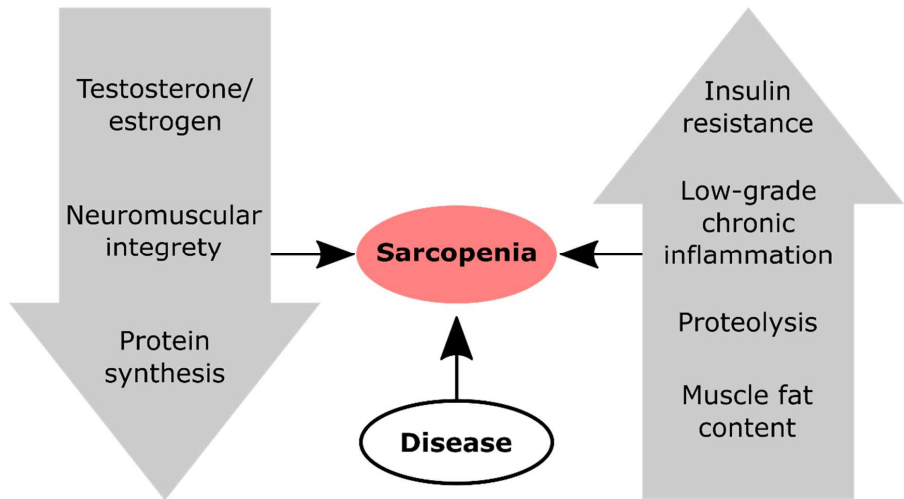 Testosterone/
estrogen
Neuromuscular
integrety
Protein
synthesis
Sarcopenia
Disease
Insulin
resistance
Low-grade
chronic
inflammation
Proteolysis
Muscle fat
content